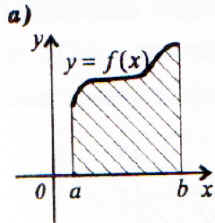 a)
y
y = f(x)
0 a b x